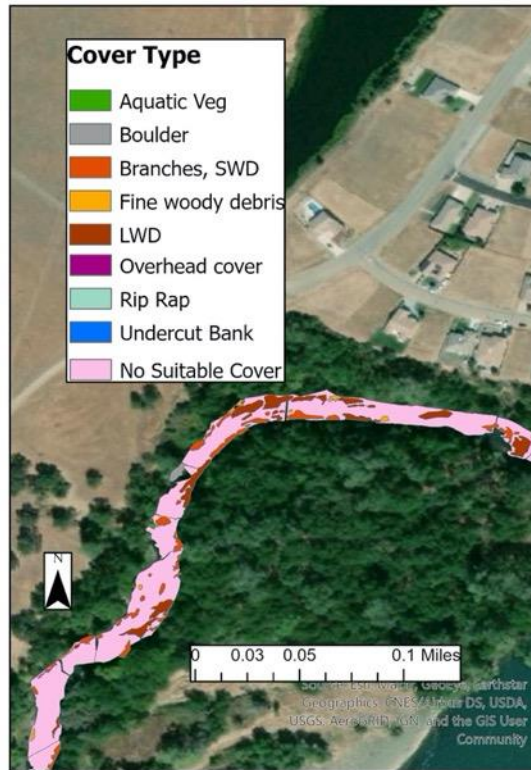 Cover Type
Aquatic Veg
Boulder
Branches, SWD
Fine woody debris
LWD
Overhead cover
Rip Rap
Undercut Bank
No Suitable Cover
N
0 0.03 0.05 0.1 Miles
GeoEye, Earthstar
Geographics, CNES/Airbus DS, USDA,
USGS, AeroGRID, IGN, and the GIS User
Community